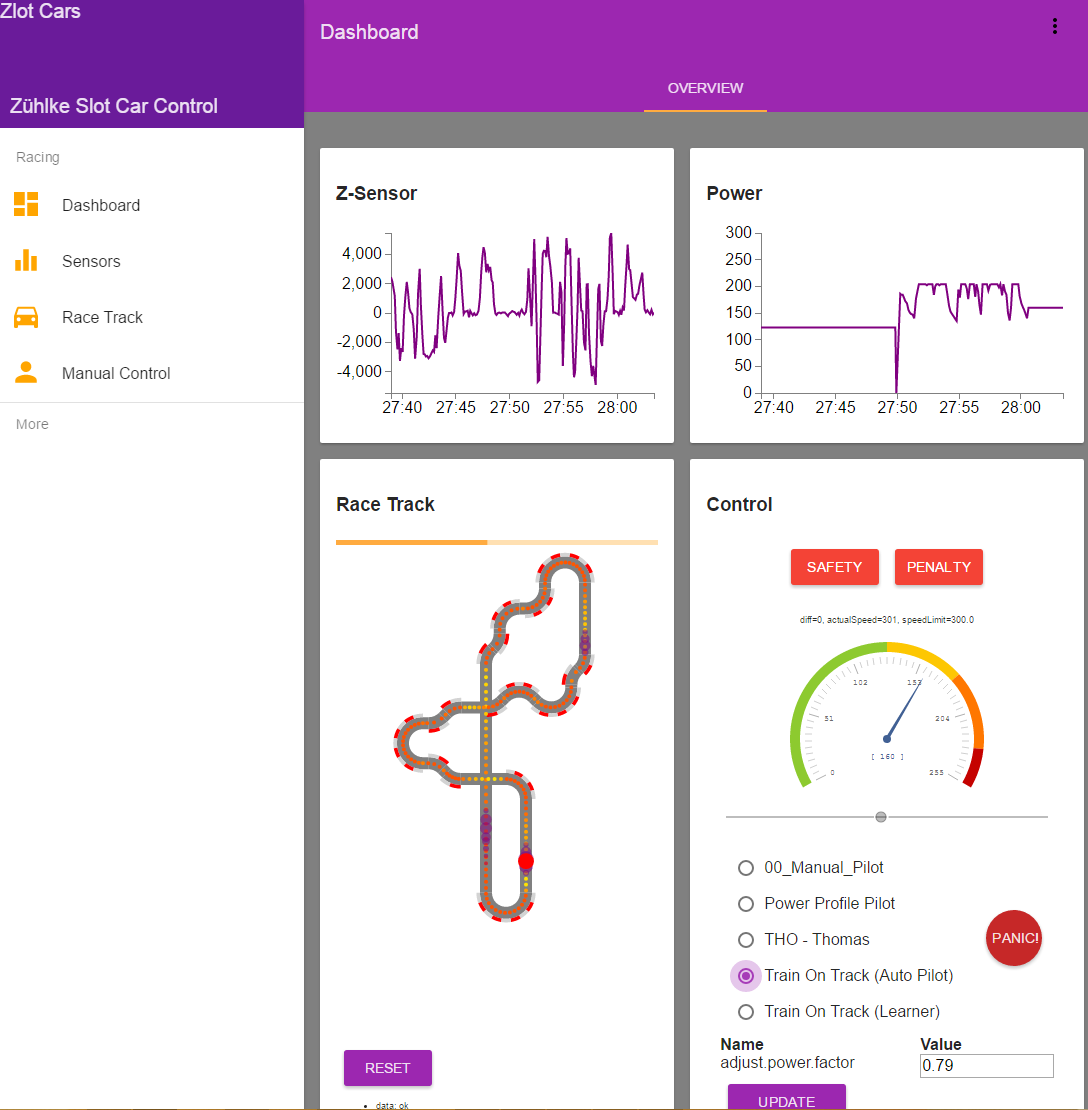 Zlot Cars
Zühlke Slot Car Control
Racing
Dashboard
Sensors
Race Track
Manual Control
More
Dashboard
OVERVIEW
Z-Sensor
4,000
2,000
0
-2,000
-4,000
27:40 27:45 27:50 27:55 28:00
Power
300
250
200
150
100
50
0
27:40 27:45 27:50 27:55 28:00
Race Track
RESET
data: ok
Control
SAFETY PENALTY
diff=0, actualSpeed=301, speedLimit=300.0
102 153
51 204
[ 160 ]
0 255
00_Manual_Pilot
Power Profile Pilot
THO - Thomas
PANIC!
Train On Track (Auto Pilot)
Train On Track (Learner)
Name Value
adjust.power.factor 0.79
UPDATE